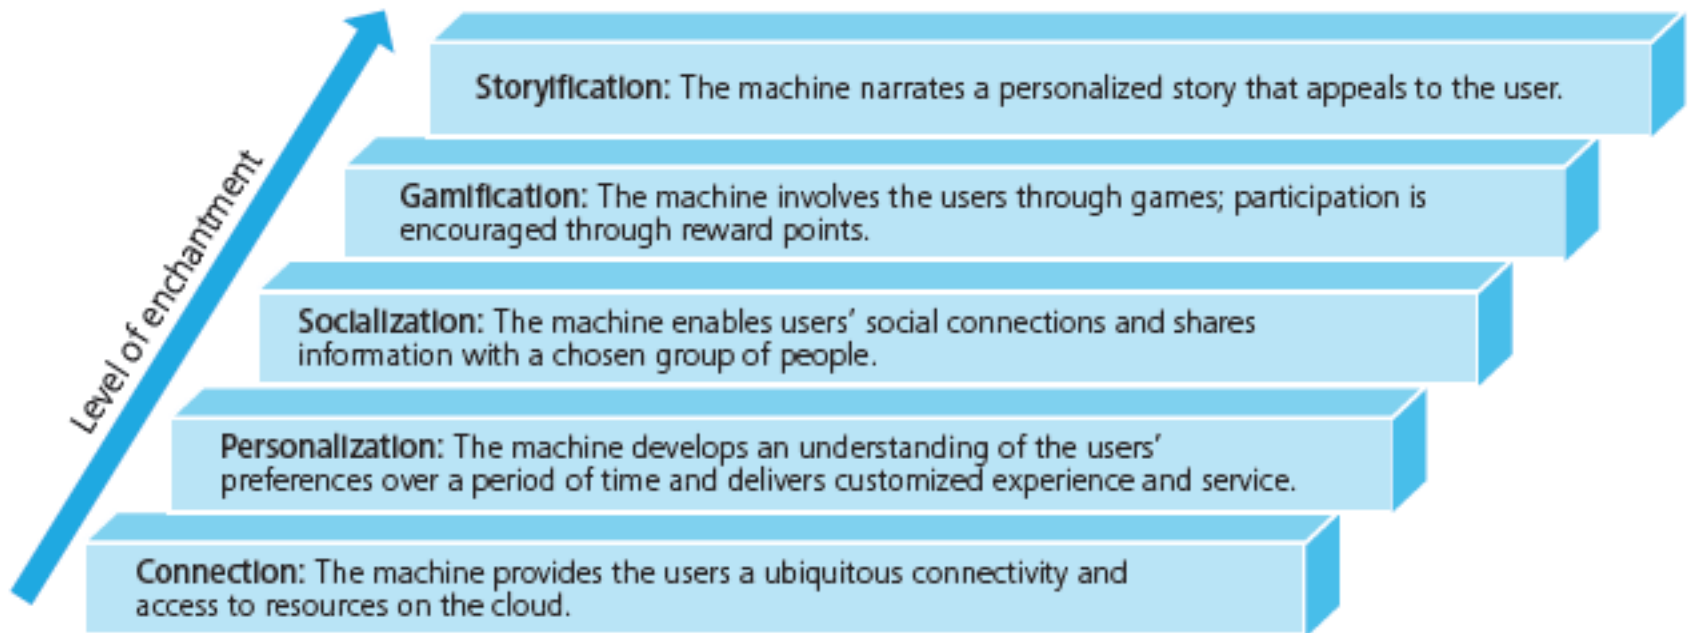 Storyification: The machine narrates a personalized story that appeals to the user.
Gamification: The machine involves the users through games; participation is
encouraged through reward points.
Socialization: The machine enables users’ social connections and shares
information with a chosen group of people.
Personalization: The machine develops an understanding of the users’
preferences over a period of time and delivers customized experience and service.
Connection: The machine provides the users a ubiquitous connectivity and
access to resources on the cloud.
Level of enchantment